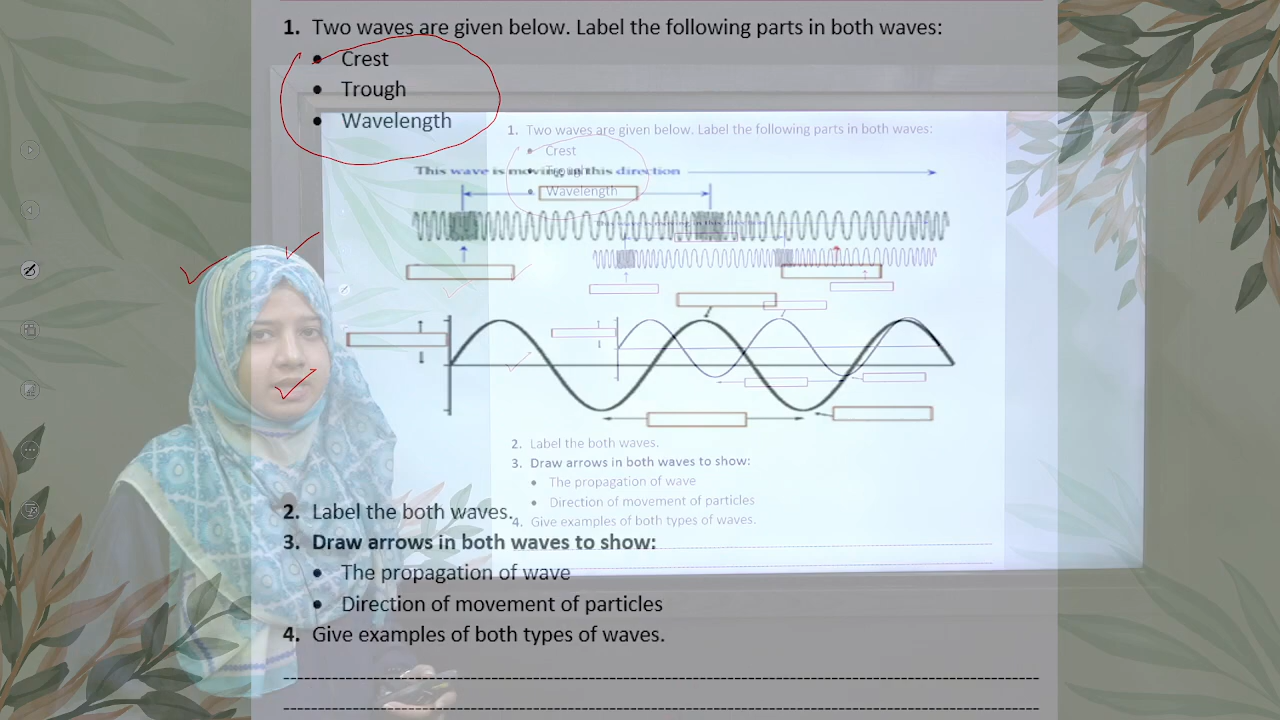 1. Two waves are given below. Label the following parts in both waves:
• Crest
• Trough
• Wavelength
This wave is moving in this direction
2. Label the both waves.
3. Draw arrows in both waves to show:
• The propagation of wave
• Direction of movement of particles
4. Give examples of both types of waves.
1. Two waves are given below. Label the following parts in both waves:
• Crest
• Trough
• Wavelength
2. Label the both waves.
3. Draw arrows in both waves to show:
• The propagation of wave
• Direction of movement of particles
4. Give examples of both types of waves.